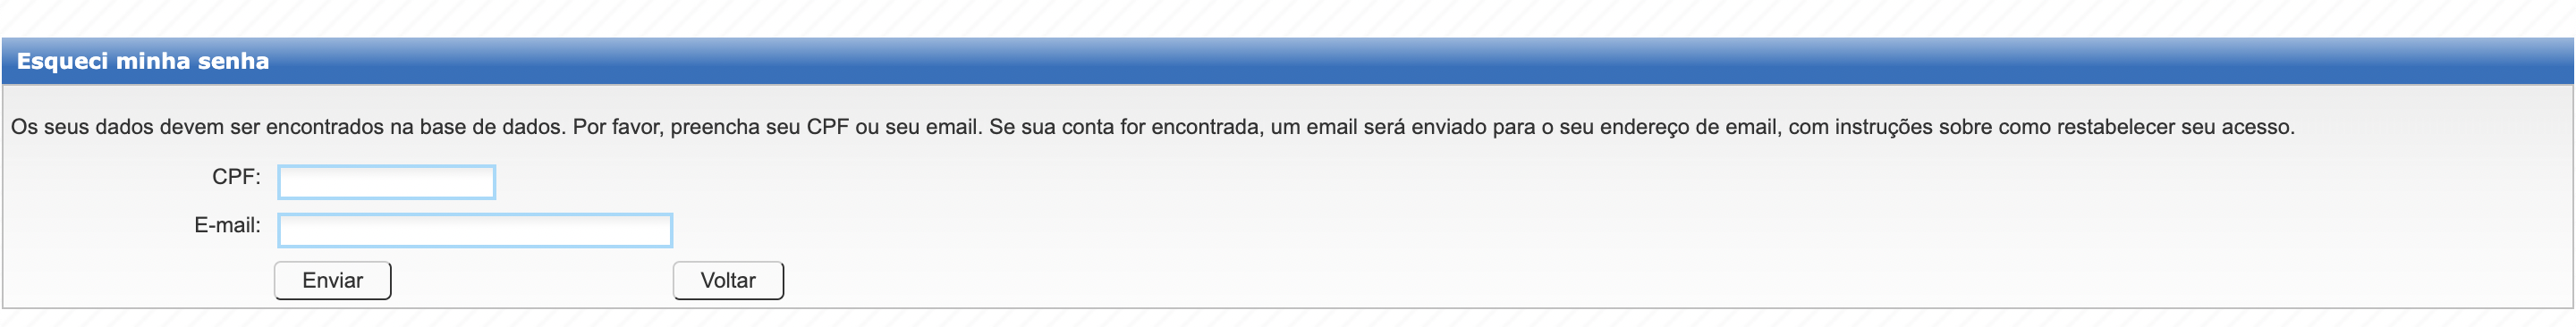 Esqueci minha senha
Os seus dados devem ser encontrados na base de dados. Por favor, preencha seu CPF ou seu email. Se sua conta for encontrada, um email será enviado para o seu endereço de email, com instruções sobre como restabelecer seu acesso.
CPF:
E-mail:
Enviar Voltar